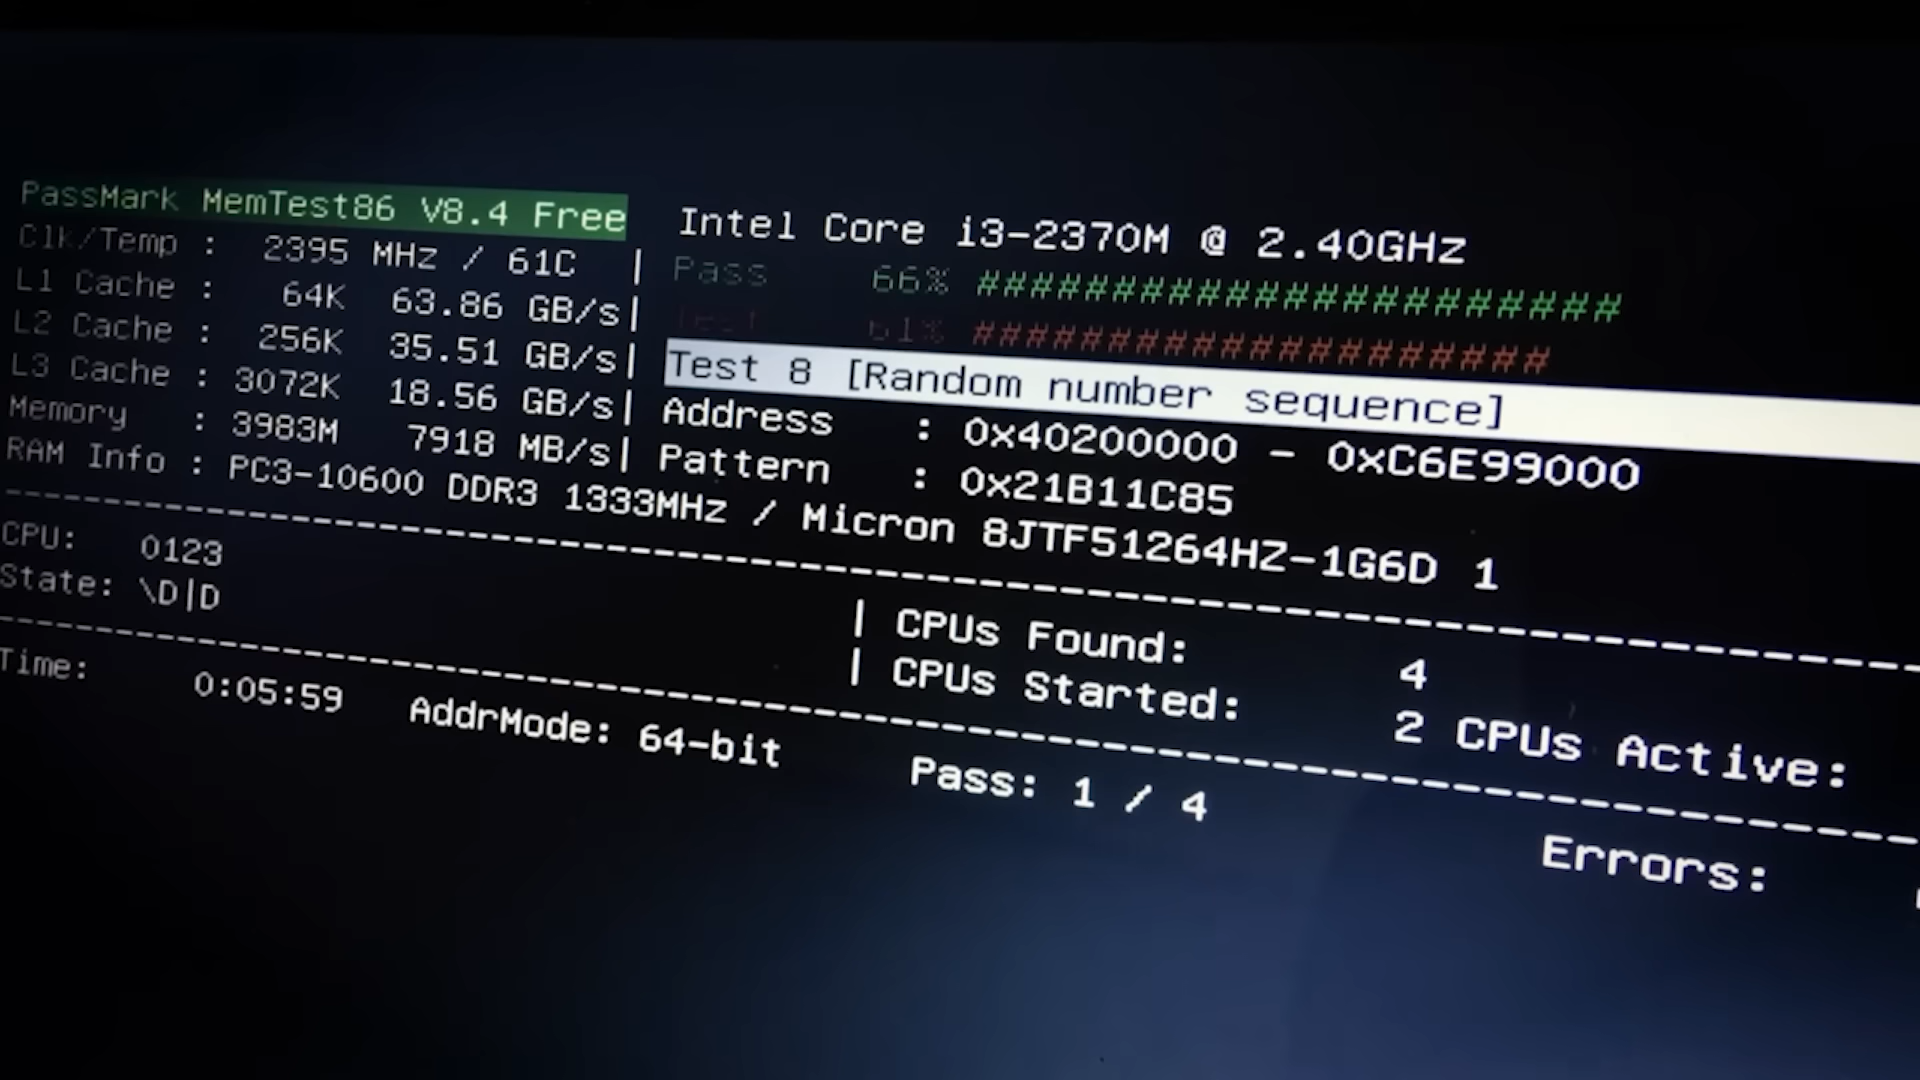 PassMark MemTest86 V8.4 Free Intel Core i3-2370M @ 2.40GHz
Clk/Temp : 2395 MHz / 61C | Pass 66% ########################
L1 Cache : 64K 63.86 GB/s| Test 61% #####################
L2 Cache : 256K 35.51 GB/s| Test 8 [Random number sequence]
L3 Cache : 3072K 18.56 GB/s| Address : 0x40200000 - 0xC6E99000
Memory : 3983M 7918 MB/s| Pattern : 0x21B11C85
RAM Info : PC3-10600 DDR3 1333MHz / Micron 8JTF51264HZ-1G6D 1
CPU: 0123 | CPUs Found: 4
State: \D|D | CPUs Started: 2 CPUs Active:
Time: 0:05:59 AddrMode: 64-bit Pass: 1 / 4 Errors: